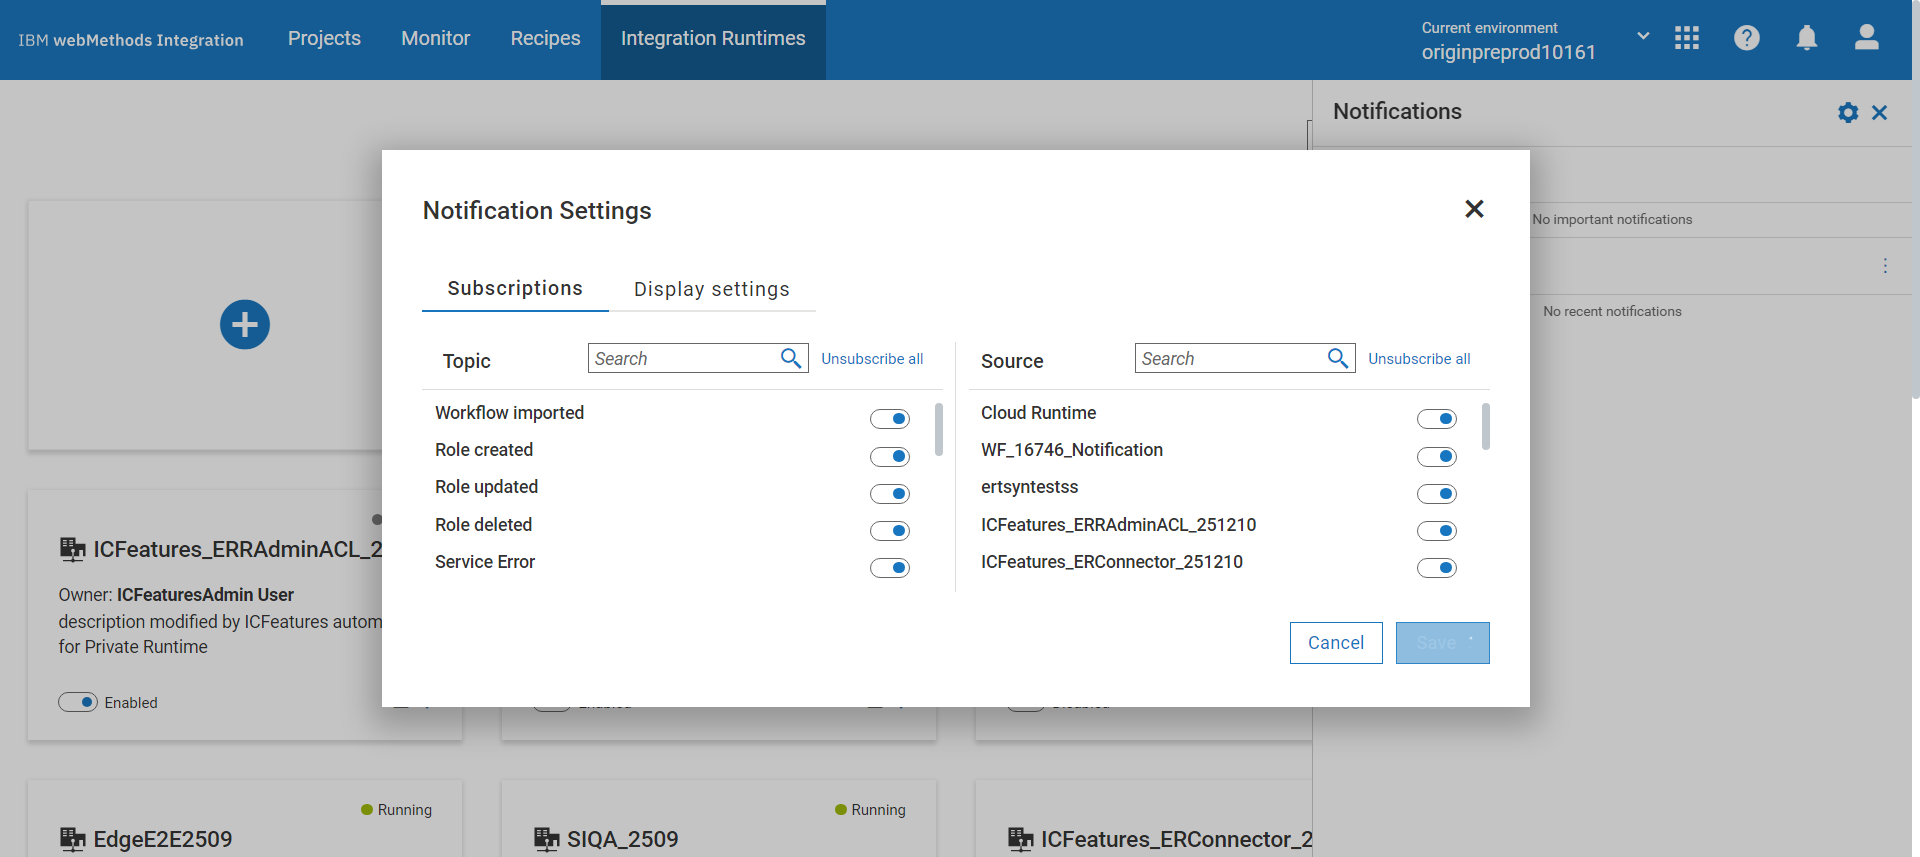 IBM webMethods Integration
Projects
Monitor
Recipes
Integration Runtimes
Current environment
originpreprod10161
Notifications
No important notifications
No recent notifications
Notification Settings
Subscriptions
Display settings
Topic
Search
Unsubscribe all
Source
Search
Unsubscribe all
Workflow imported
Role created
Role updated
Role deleted
Service Error
Cloud Runtime
WF_16746_Notification
ertsyntestss
ICFeatures_ERRAdminACL_251210
ICFeatures_ERConnector_251210
Cancel
Save
ICFeatures_ERRAdminACL_2
Owner: ICFeaturesAdmin User
description modified by ICFeatures autom
for Private Runtime
Enabled
Running
EdgeE2E2509
Running
SIQA_2509
ICFeatures_ERConnector_2